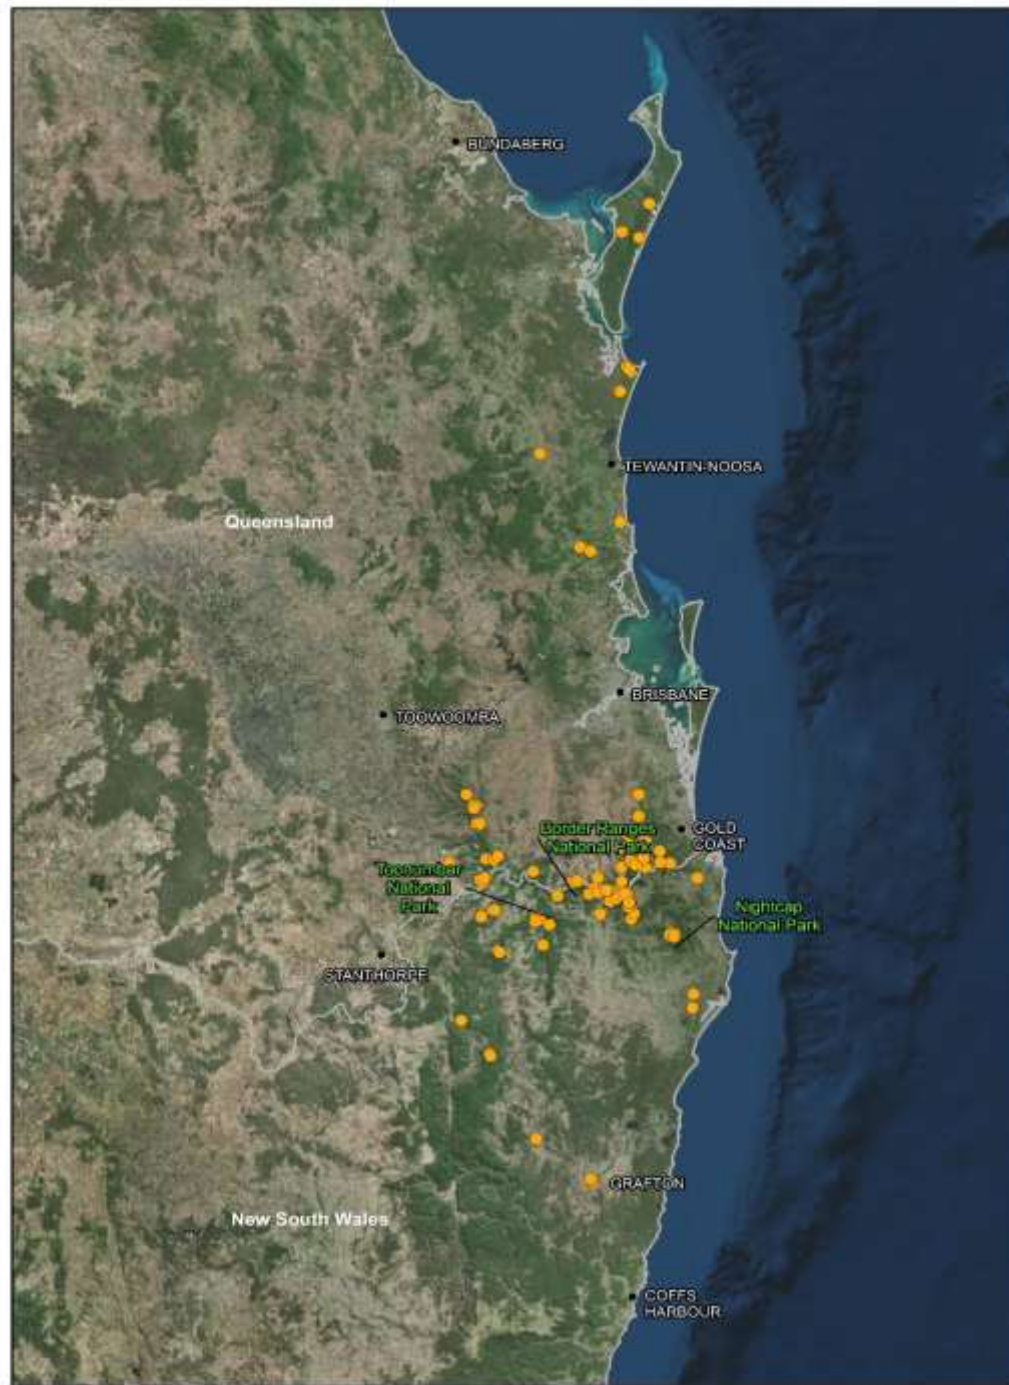 BUNDABERG
TEWANTIN-NOOSA
Queensland
BRISBANE
TOOWOOMBA
Border Ranges
National Park
GOLD
COAST
Toonumbar
National
Park
Nightcap
National Park
STANTHORPE
GRAFTON
New South Wales
COFFS
HARBOUR